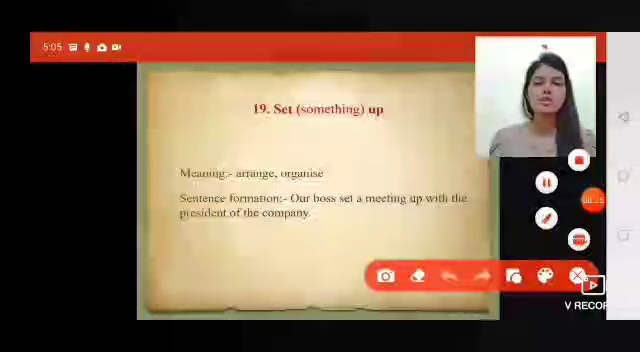 5:05
19. Set (something) up
Meaning:- arrange, organise
Sentence formation:- Our boss set a meeting up with the
president of the company.
V RECOR